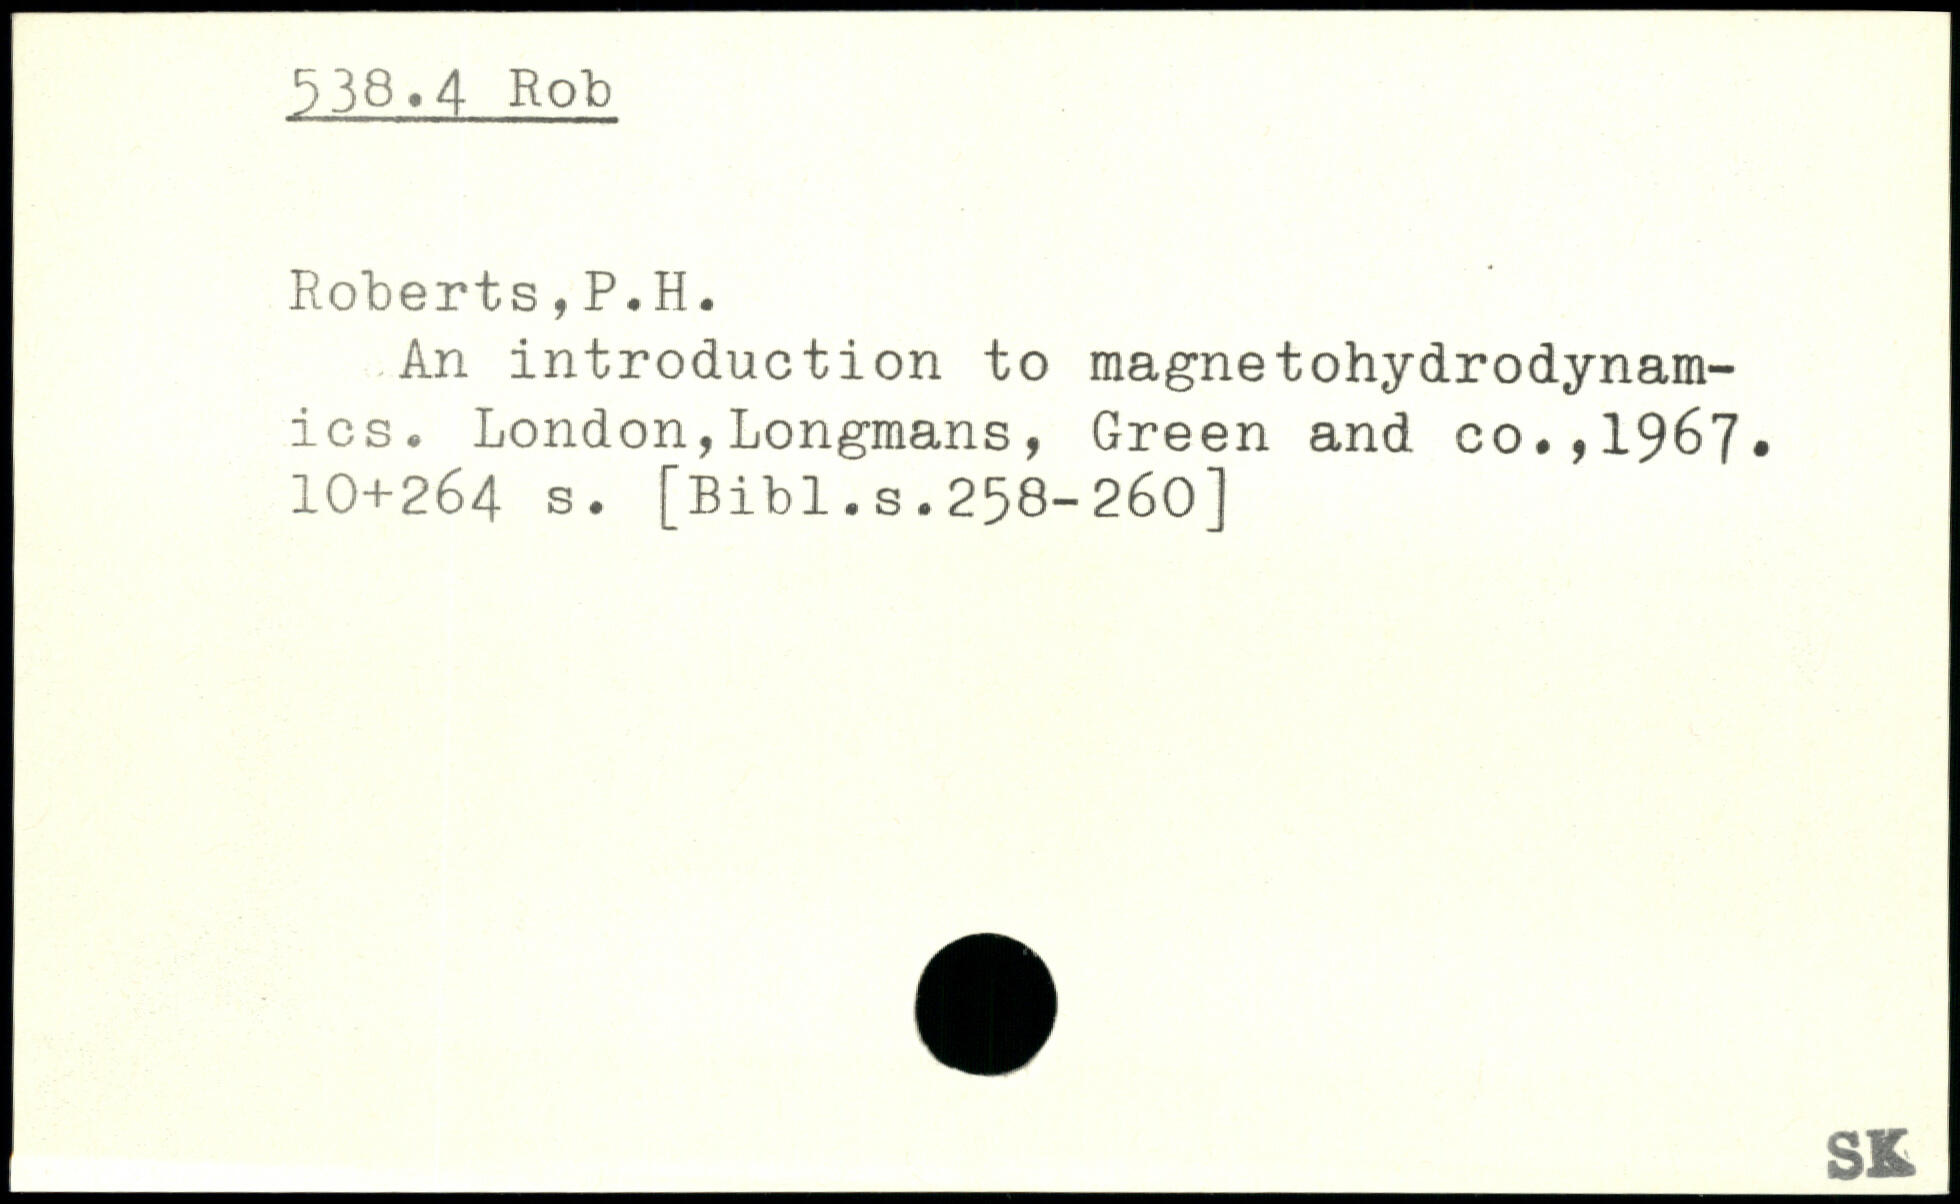 538.4 Rob
Roberts,P.H.
An introduction to magnetohydrodynam-
ics. London,Longmans, Green and co.,1967.
10+264 s. [Bibl.s.258-260]
SK